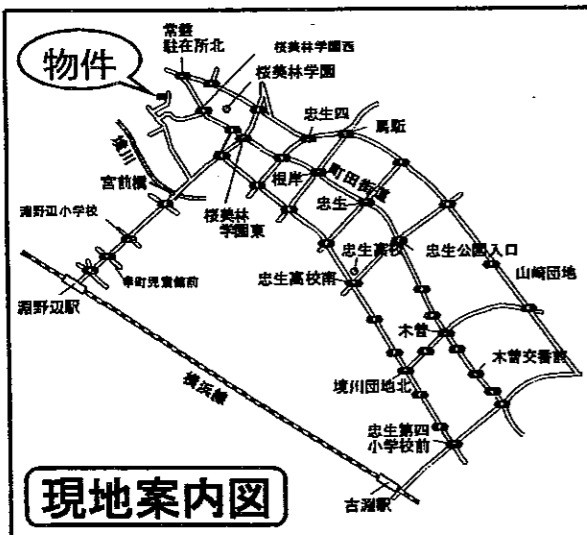 常盤
駐在所北
桜美林学園西
桜美林学園
物件
忠生四
馬駈
境川
宮前橋
根岸
町田街道
淵野辺小学校
桜美林
学園東
忠生
忠生高校
忠生公園入口
幸町児童館前
忠生高校南
山崎団地
淵野辺駅
木曽
横浜線
境川団地北
木曽交番前
忠生第四
小学校前
現地案内図
古淵駅